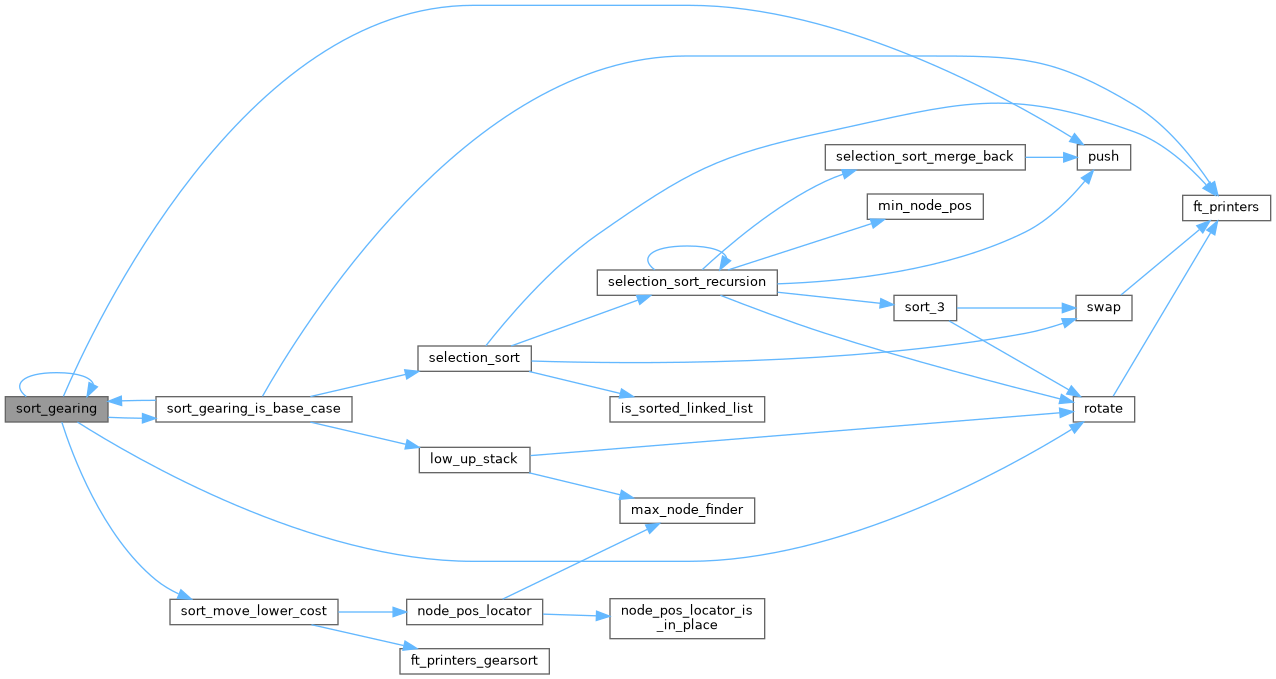 selection_sort_merge_back
push
min_node_pos
ft_printers
selection_sort_recursion
sort_3
swap
selection_sort
sort_gearing
sort_gearing_is_base_case
is_sorted_linked_list
rotate
low_up_stack
max_node_finder
sort_move_lower_cost
node_pos_locator
node_pos_locator_is
_in_place
ft_printers_gearsort